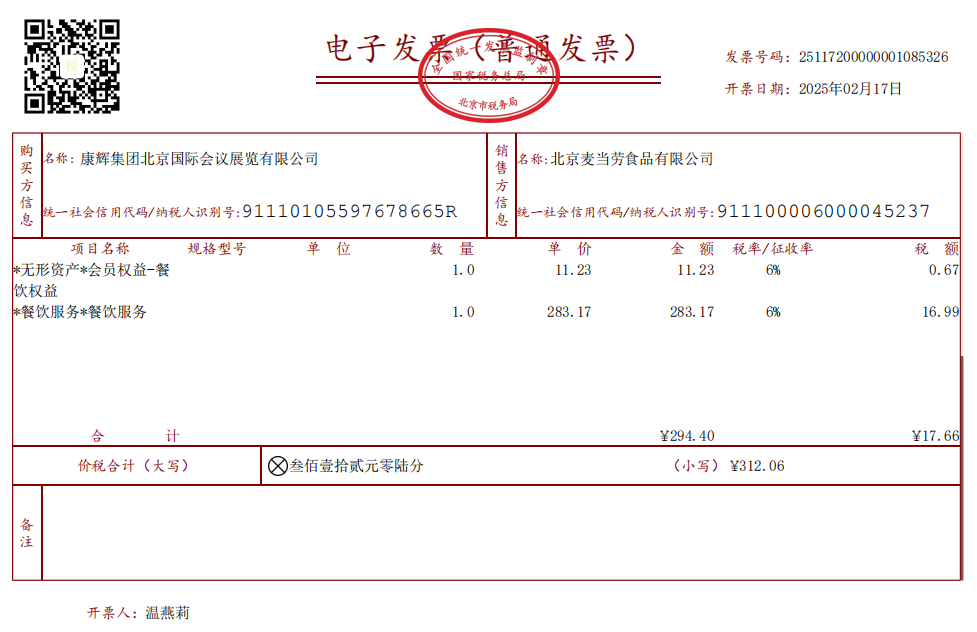 电子发票（普通发票）
全国统一发票监制章
国家税务总局
北京市税务局
发票号码：25117200000001085326
开票日期：2025年02月17日
购买方信息
名称：康辉集团北京国际会议展览有限公司
统一社会信用代码/纳税人识别号:91110105597678665R
销售方信息
名称:北京麦当劳食品有限公司
统一社会信用代码/纳税人识别号:911100006000045237
项目名称 规格型号 单 位 数 量 单 价 金 额 税率/征收率 税 额
*无形资产*会员权益-餐 1.0 11.23 11.23 6% 0.67
饮权益
*餐饮服务*餐饮服务 1.0 283.17 283.17 6% 16.99
合 计 ¥294.40 ¥17.66
价税合计（大写） ⊗叁佰壹拾贰元零陆分 （小写）¥312.06
备注
开票人：温燕莉